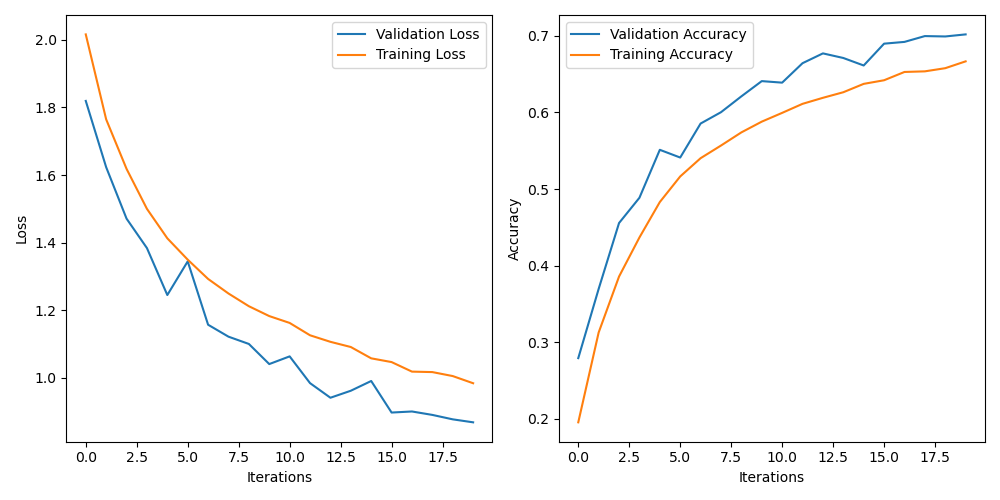 Validation Loss
Training Loss
2.0
1.8
1.6
1.4
1.2
1.0
Loss
0.0 2.5 5.0 7.5 10.0 12.5 15.0 17.5
Iterations
Validation Accuracy
Training Accuracy
0.7
0.6
0.5
0.4
0.3
0.2
Accuracy
0.0 2.5 5.0 7.5 10.0 12.5 15.0 17.5
Iterations